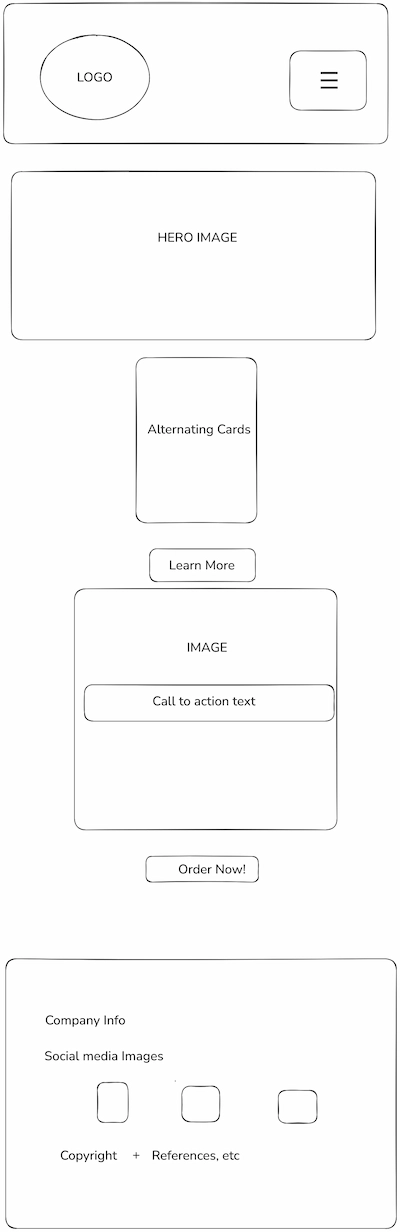 LOGO ☰
HERO IMAGE
Alternating Cards
Learn More
IMAGE
Call to action text
Order Now!
Company Info
Social media Images
Copyright + References, etc